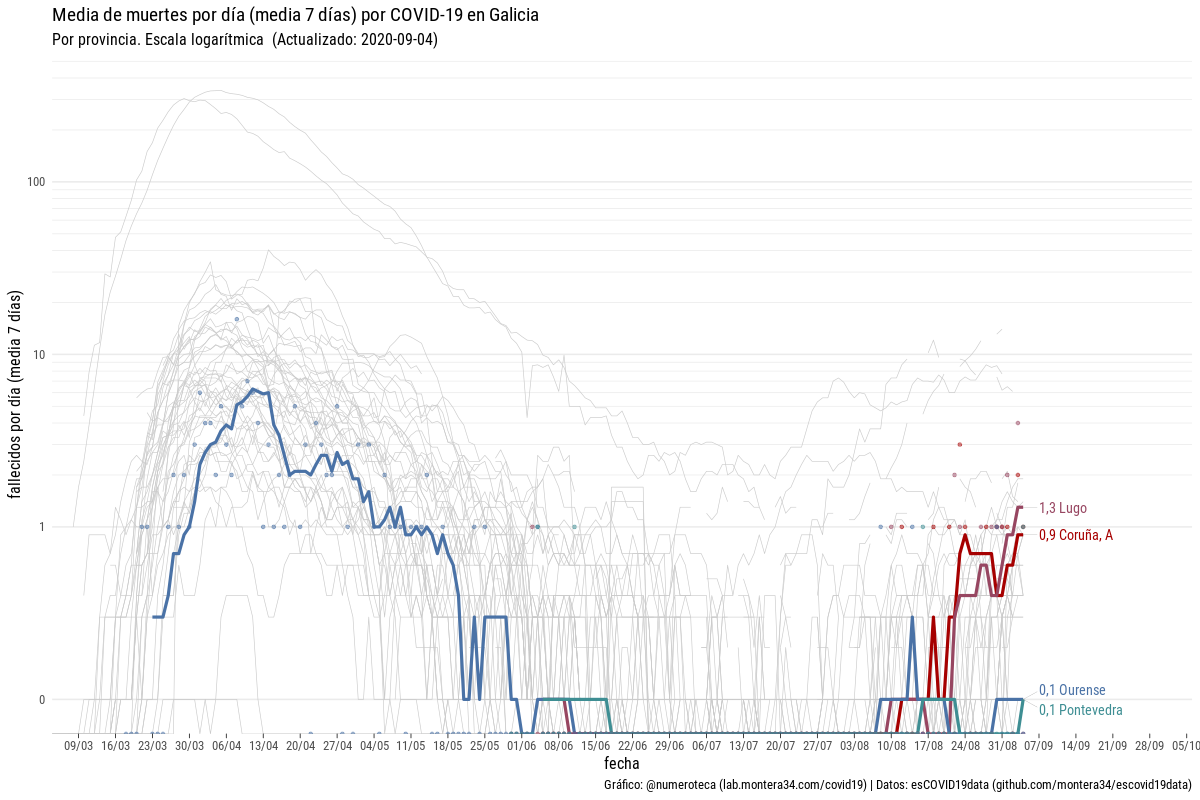 Media de muertes por día (media 7 días) por COVID-19 en Galicia
Por provincia. Escala logarítmica (Actualizado: 2020-09-04)
fallecidos por día (media 7 días)
100
10
1
0
1,3 Lugo
0,9 Coruña, A
0,1 Ourense
0,1 Pontevedra
09/03 16/03 23/03 30/03 06/04 13/04 20/04 27/04 04/05 11/05 18/05 25/05 01/06 08/06 15/06 22/06 29/06 06/07 13/07 20/07 27/07 03/08 10/08 17/08 24/08 31/08 07/09 14/09 21/09 28/09 05/10
fecha
Gráfico: @numeroteca (lab.montera34.com/covid19) | Datos: esCOVID19data (github.com/montera34/escovid19data)